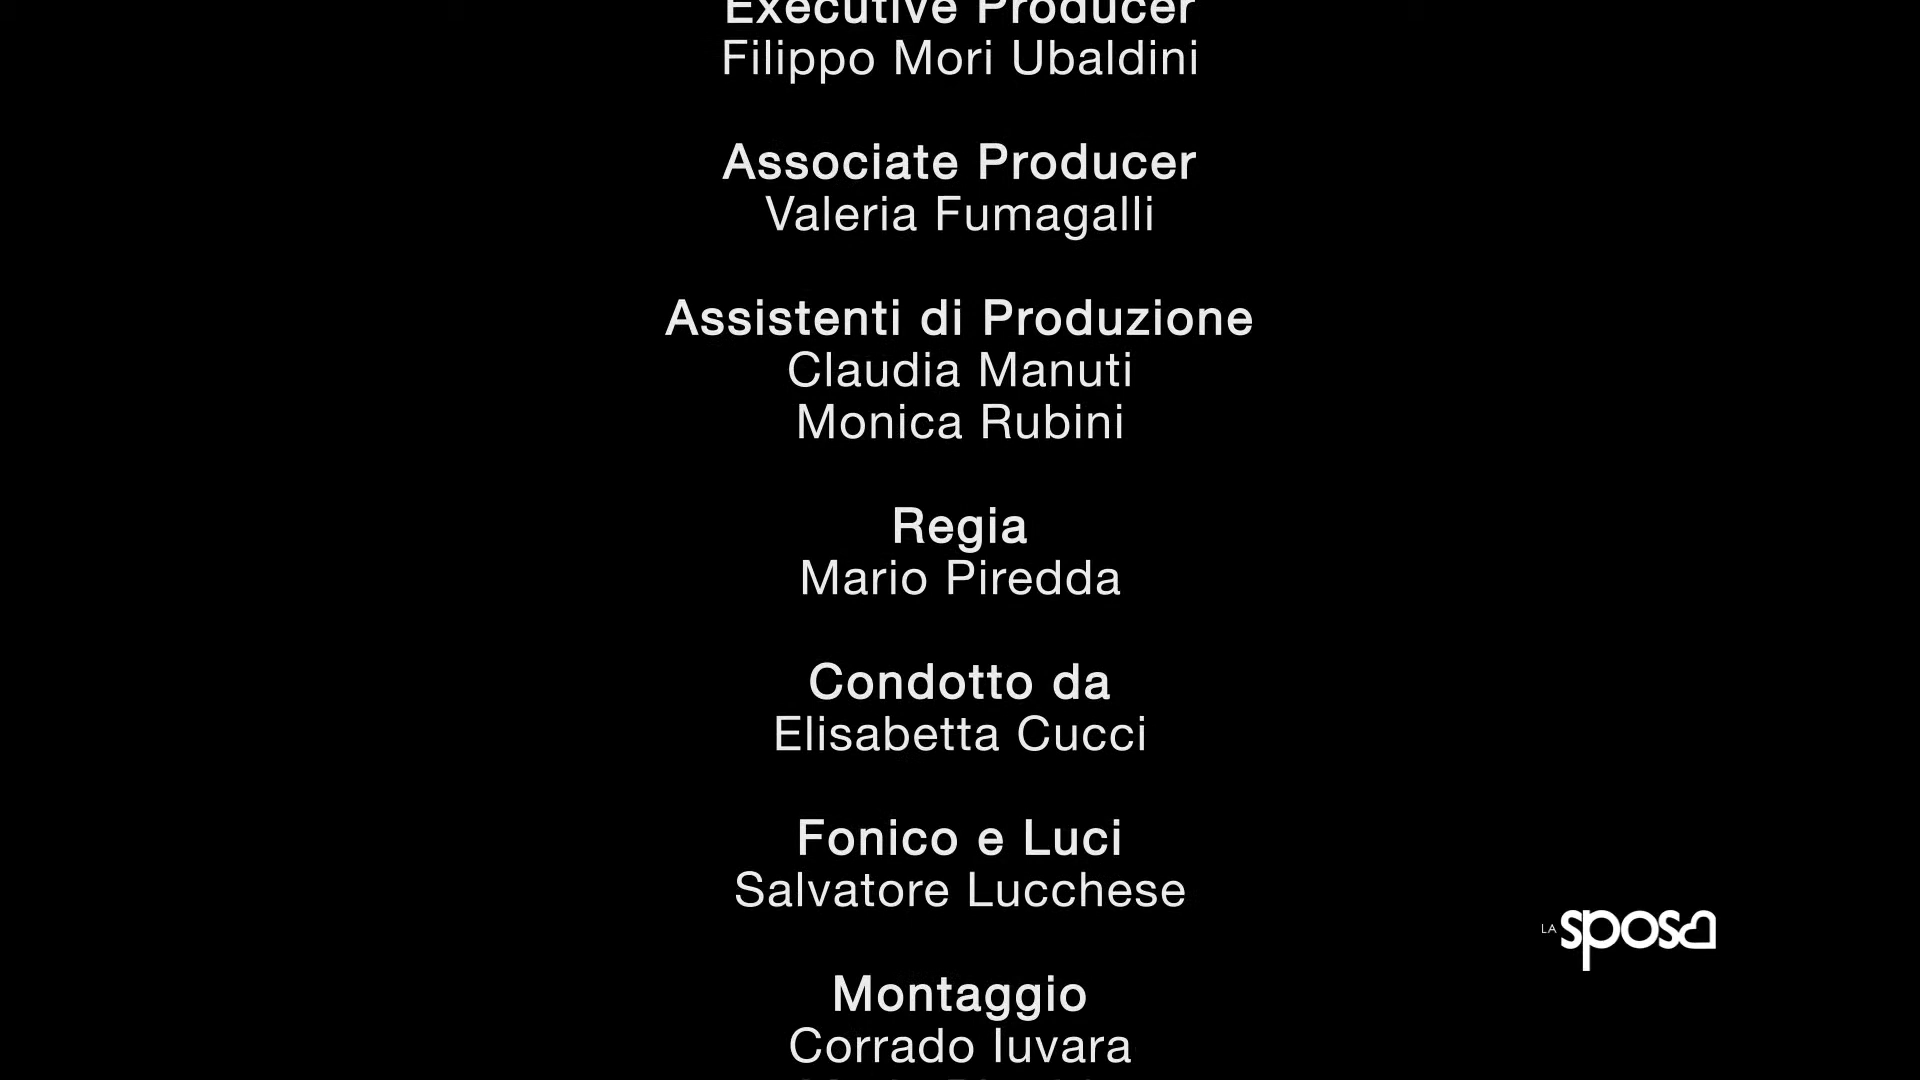 Executive Producer
Filippo Mori Ubaldini
Associate Producer
Valeria Fumagalli
Assistenti di Produzione
Claudia Manuti
Monica Rubini
Regia
Mario Piredda
Condotto da
Elisabetta Cucci
Fonico e Luci
Salvatore Lucchese
LA sposa
Montaggio
Corrado Iuvara